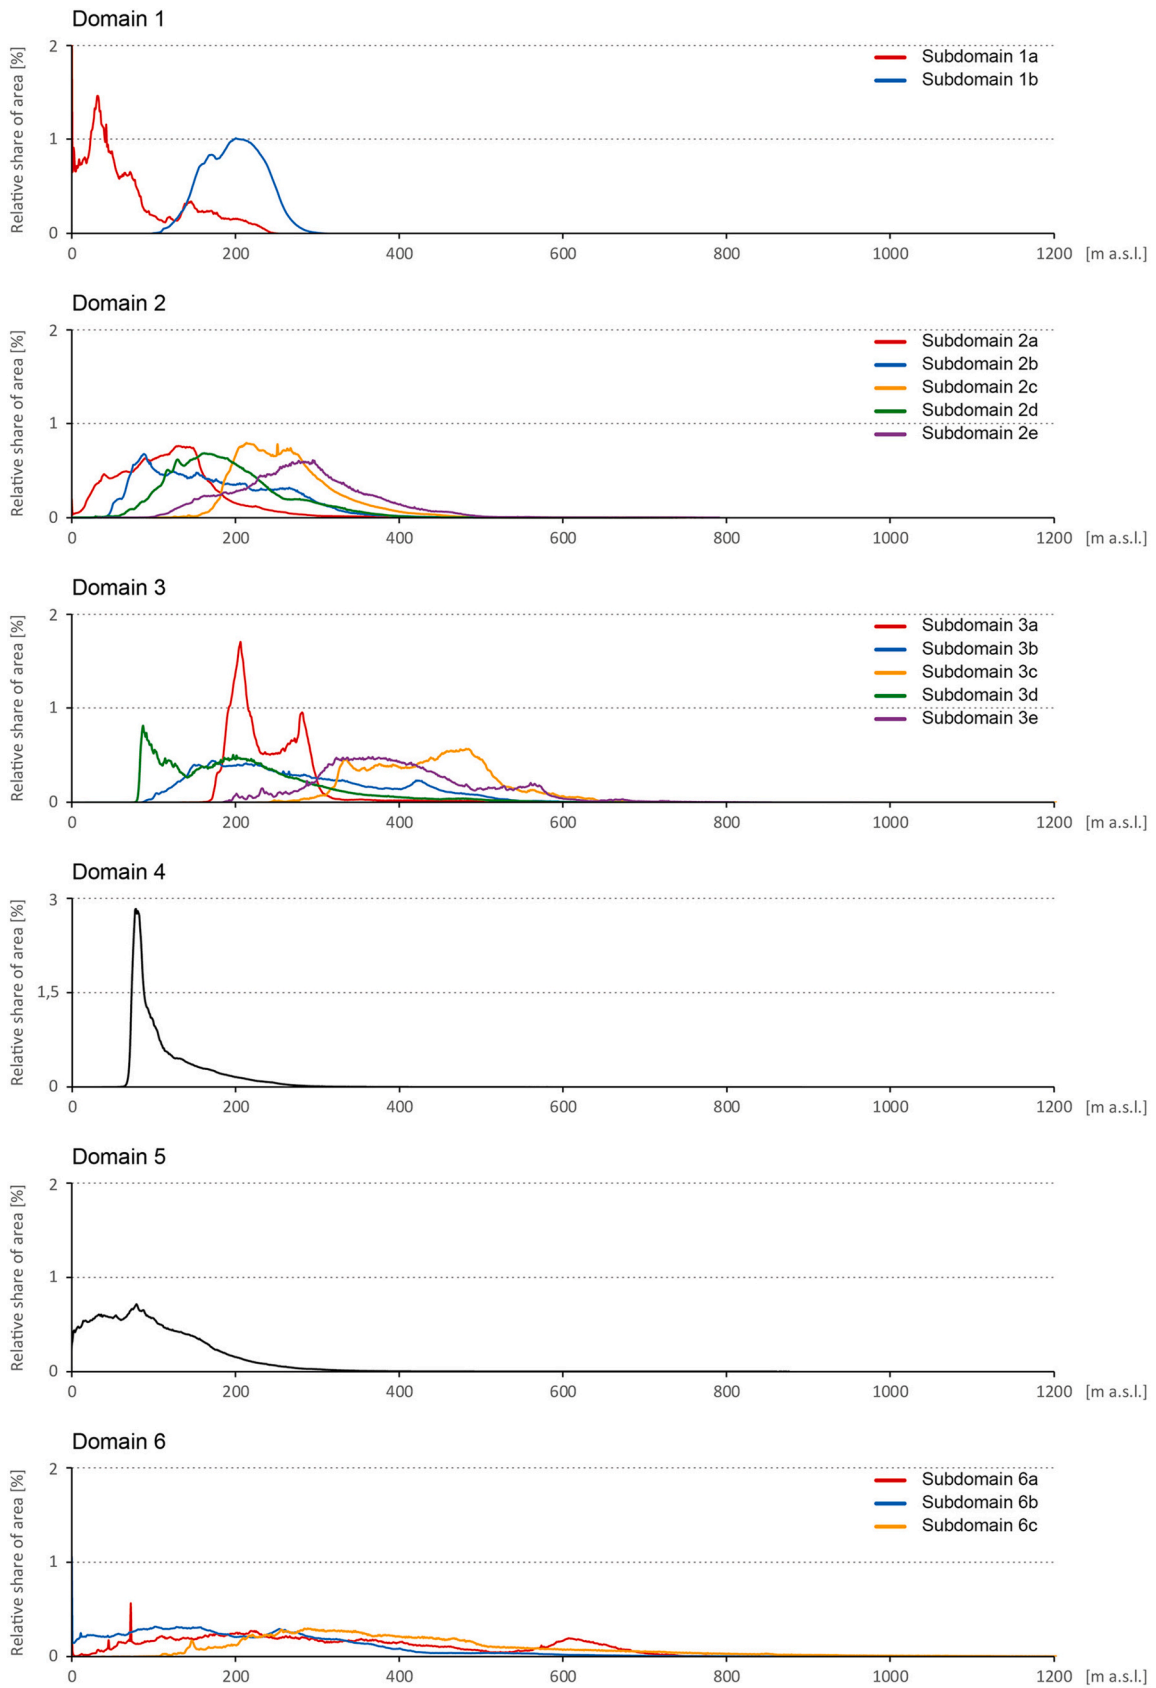 Domain 1
Relative share of area [%]
2
1
0
Subdomain 1a
Subdomain 1b
0 200 400 600 800 1000 1200 [m a.s.l.]
Domain 2
Relative share of area [%]
2
1
0
Subdomain 2a
Subdomain 2b
Subdomain 2c
Subdomain 2d
Subdomain 2e
0 200 400 600 800 1000 1200 [m a.s.l.]
Domain 3
Relative share of area [%]
2
1
0
Subdomain 3a
Subdomain 3b
Subdomain 3c
Subdomain 3d
Subdomain 3e
0 200 400 600 800 1000 1200 [m a.s.l.]
Domain 4
Relative share of area [%]
3
1,5
0
0 200 400 600 800 1000 1200 [m a.s.l.]
Domain 5
Relative share of area [%]
2
1
0
0 200 400 600 800 1000 1200 [m a.s.l.]
Domain 6
Relative share of area [%]
2
1
0
Subdomain 6a
Subdomain 6b
Subdomain 6c
0 200 400 600 800 1000 1200 [m a.s.l.]